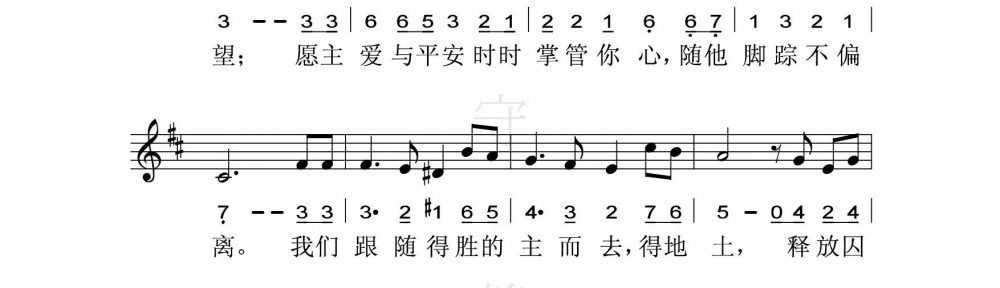 3 – – 3 3 | 6 6 5 3 2 1 | 2 2 1 6 6 7 | 1 3 2 1 |
望； 愿主 爱与平安时时 掌管你心，随他 脚踪不偏
7 – – 3 3 | 3· 2 #1 6 5 | 4· 3 2 7 6 | 5 – 0 4 2 4 |
离。 我们 跟随得胜的 主而去，得地 土， 释放囚